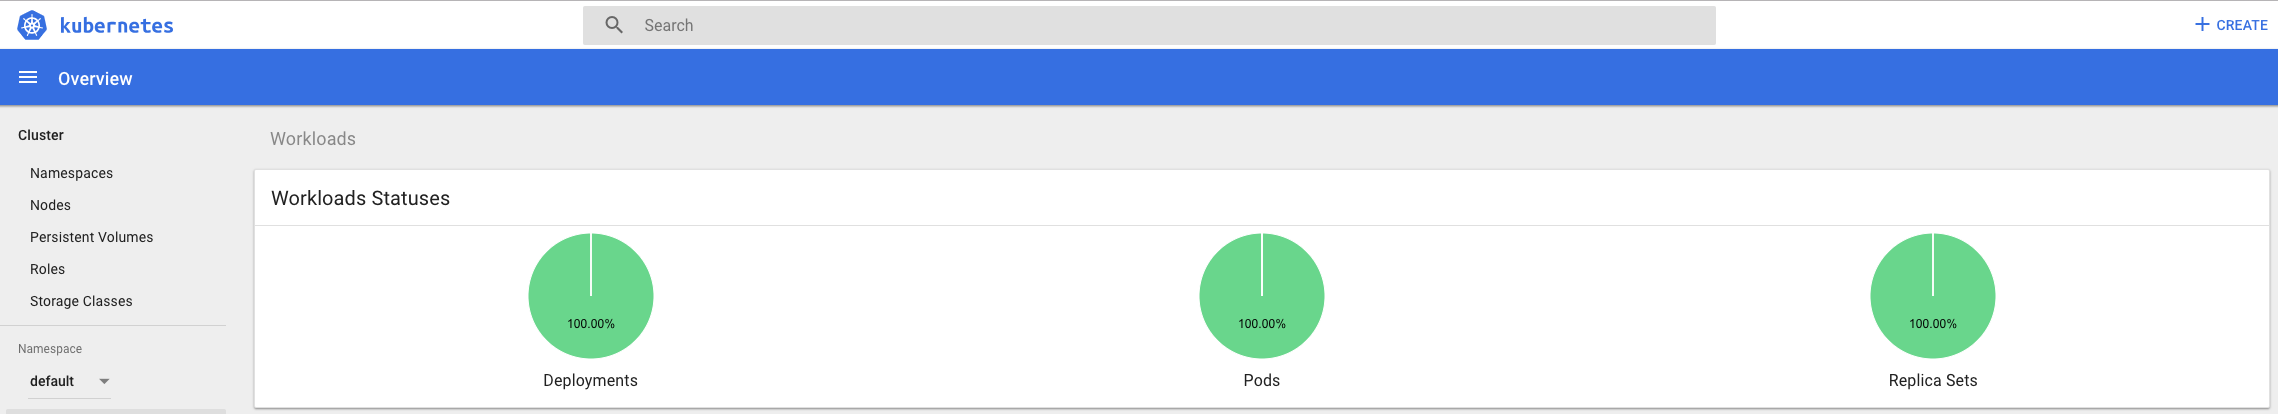 kubernetes
Search
CREATE
Overview
Cluster
Namespaces
Nodes
Persistent Volumes
Roles
Storage Classes
Namespace
default
Workloads
Workloads Statuses
100.00%
Deployments
100.00%
Pods
100.00%
Replica Sets